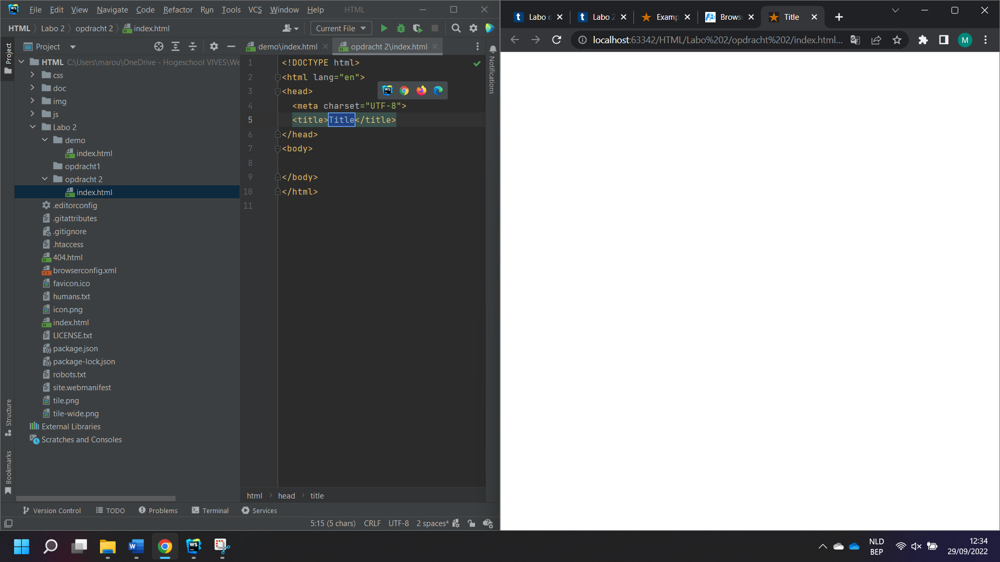 File Edit View Navigate Code Refactor Run Tools VCS Window Help HTML
HTML Labo 2 opdracht 2 index.html
Current File
Project
Project
demo\index.html
opdracht 2\index.html
Notifications
HTML C:\Users\marou\OneDrive - Hogeschool VIVES\We
css
doc
img
js
Labo 2
demo
index.html
opdracht1
opdracht 2
index.html
.editorconfig
.gitattributes
.gitignore
.htaccess
404.html
browserconfig.xml
favicon.ico
humans.txt
icon.png
index.html
LICENSE.txt
package.json
package-lock.json
robots.txt
site.webmanifest
tile.png
tile-wide.png
External Libraries
Scratches and Consoles
Structure
Bookmarks
1 <!DOCTYPE html>
2 <html lang="en">
3 <head>
4 <meta charset="UTF-8">
5 <title>Title</title>
6 </head>
7 <body>
8
9 </body>
10 </html>
11
html head title
Version Control TODO Problems Terminal Services
5:15 (5 chars) CRLF UTF-8 2 spaces*
Labo Labo 2 Examp Brows Title
localhost:63342/HTML/Labo%202/opdracht%202/index.html...
M
NLD
BEP
12:34
29/09/2022